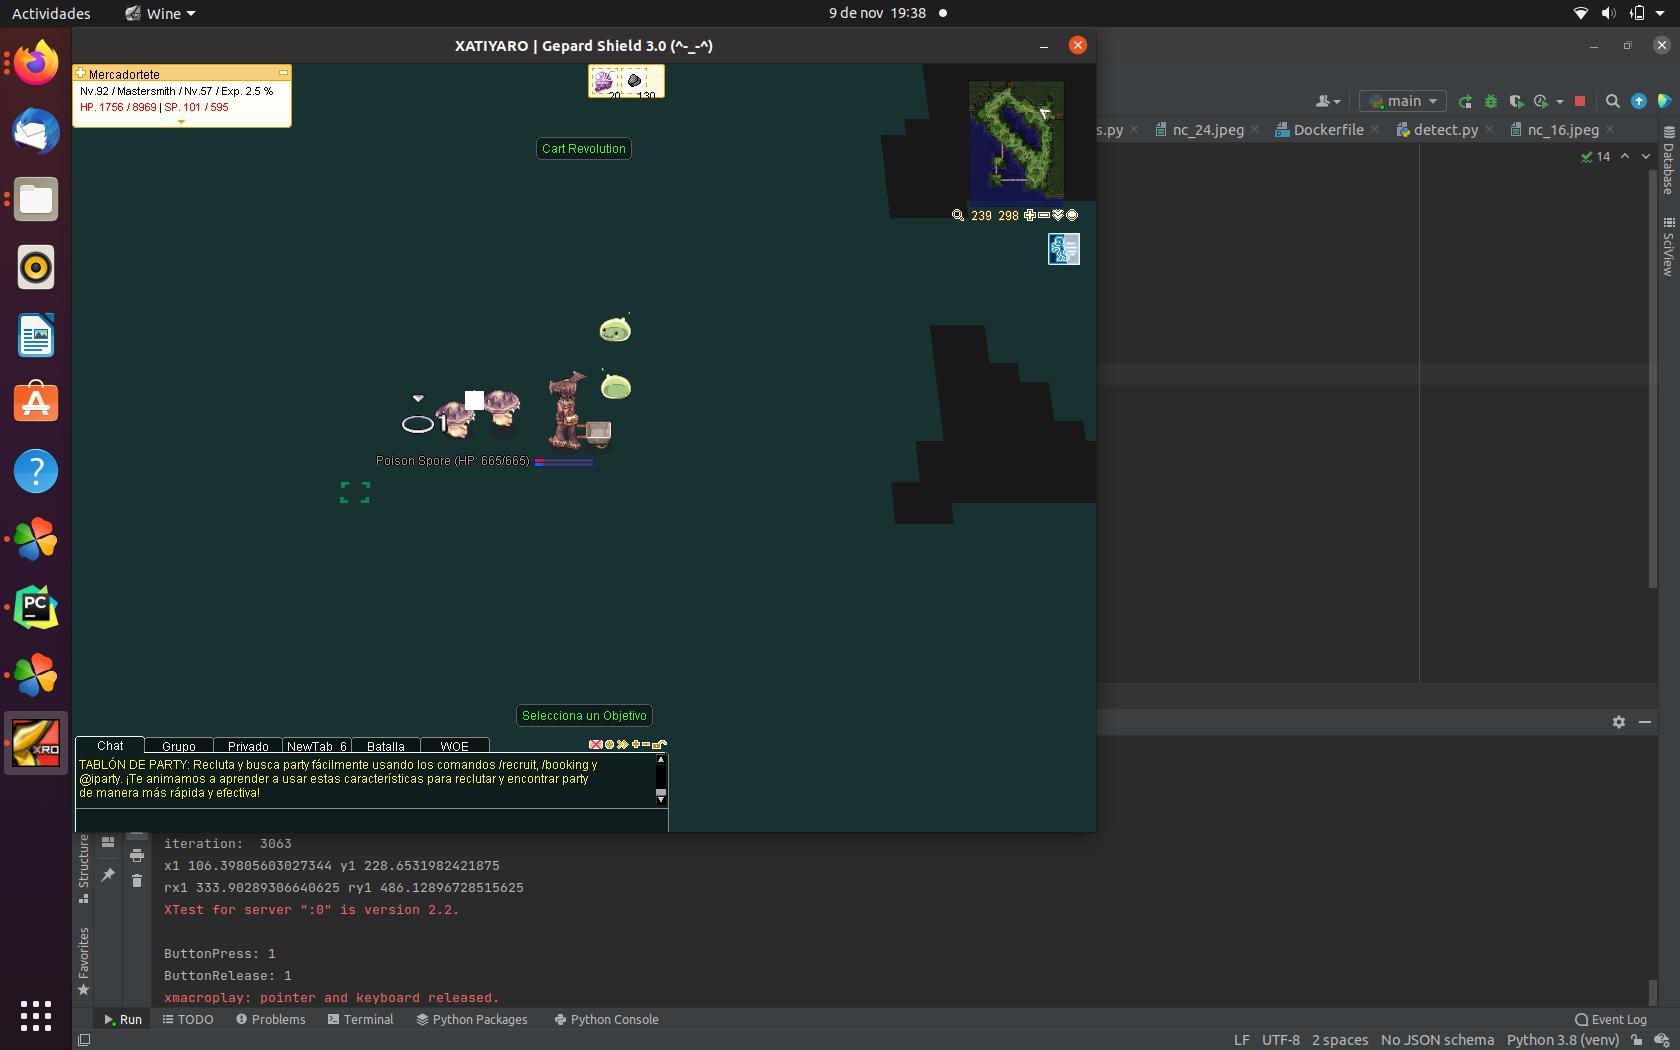 Actividades
Wine
9 de nov 19:38
XATIYARO | Gepard Shield 3.0 (^-_-^)
Mercadortete
Nv.92 / Mastersmith / Nv.57 / Exp. 2.5 %
HP. 1756 / 8969 | SP. 101 / 595
20
130
Cart Revolution
239 298
main
s.py
nc_24.jpeg
Dockerfile
detect.py
nc_16.jpeg
14
Database
SciView
1
Poison Spore (HP: 665/665)
Selecciona un Objetivo
Chat
Grupo
Privado
NewTab_6
Batalla
WOE
TABLÓN DE PARTY: Recluta y busca party fácilmente usando los comandos /recruit, /booking y
@iparty. ¡Te animamos a aprender a usar estas características para reclutar y encontrar party
de manera más rápida y efectiva!
PC
XRO
Structure
Favorites
iteration:  3063
x1 106.39805603027344 y1 228.6531982421875
rx1 333.90289306640625 ry1 486.12896728515625
XTest for server ":0" is version 2.2.
ButtonPress: 1
ButtonRelease: 1
xmacroplay: pointer and keyboard released.
Run
TODO
Problems
Terminal
Python Packages
Python Console
Event Log
LF
UTF-8
2 spaces
No JSON schema
Python 3.8 (venv)